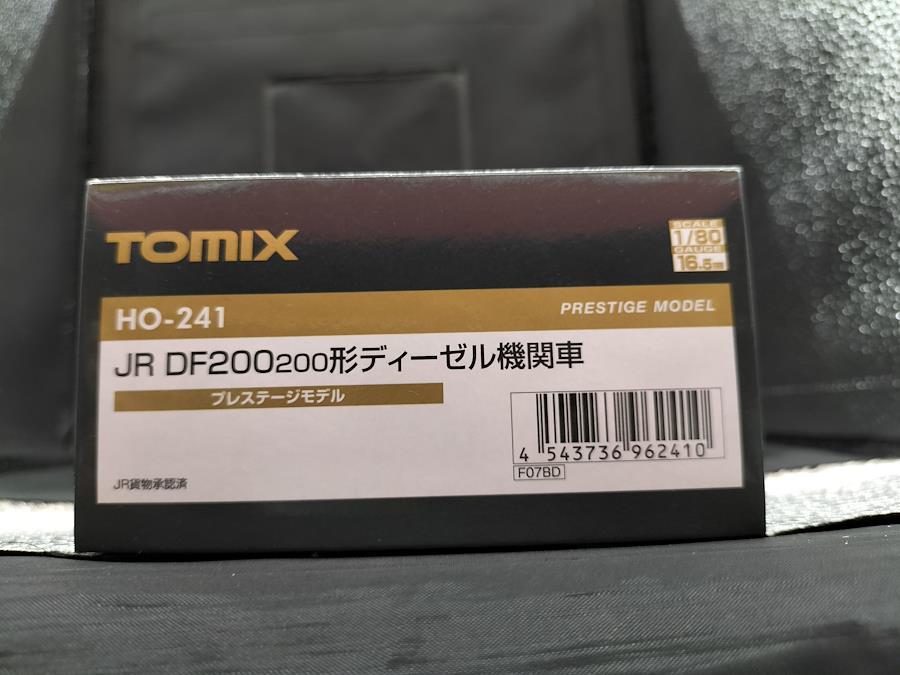 TOMIX
SCALE
1/80
GAUGE
16.5mm
HO-241
PRESTIGE MODEL
JR DF200 200形ディーゼル機関車
プレステージモデル
4 543736 962410
F07BD
JR貨物承認済